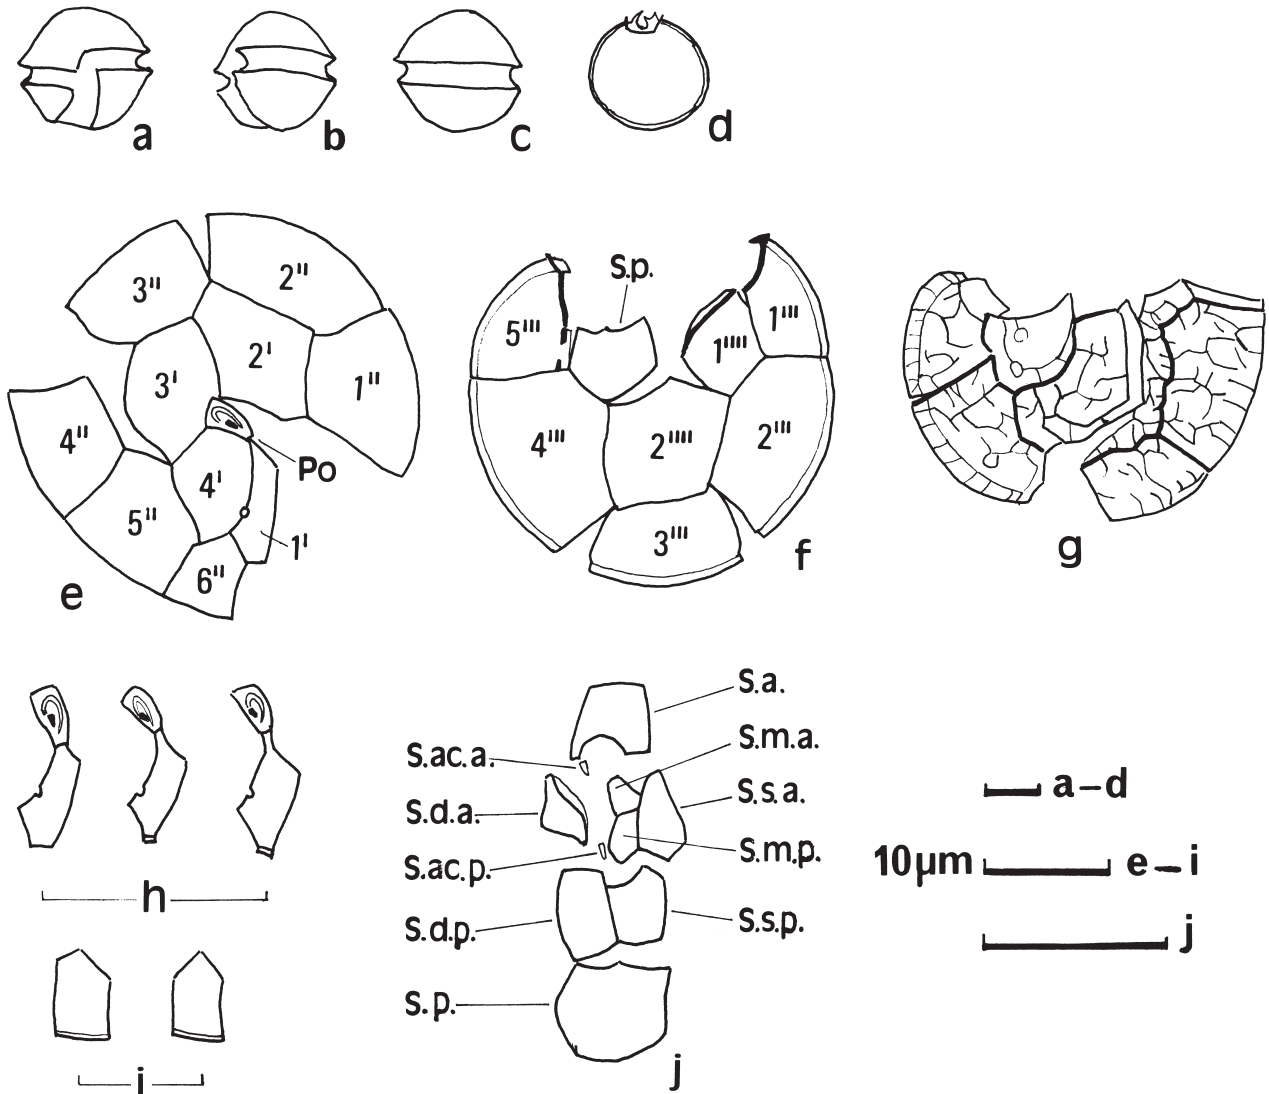 a
b
c
d
3''
2''
2'
1''
3'
4''
Po
4'
5''
1'
6''
e
S.p.
5'''
1'''
1''''
4'''
2''''
2'''
3'''
f
g
h
i
S.a.
S.m.a.
S.ac.a.
S.s.a.
S.d.a.
S.m.p.
S.ac.p.
S.s.p.
S.d.p.
S.p.
j
a–d
10µm e–i
j